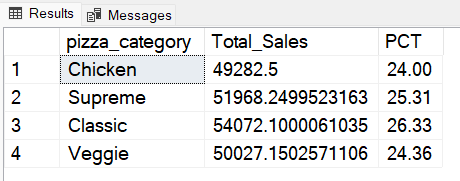 Results Messages
pizza_category Total_Sales PCT
1 Chicken 49282.5 24.00
2 Supreme 51968.2499523163 25.31
3 Classic 54072.1000061035 26.33
4 Veggie 50027.1502571106 24.36